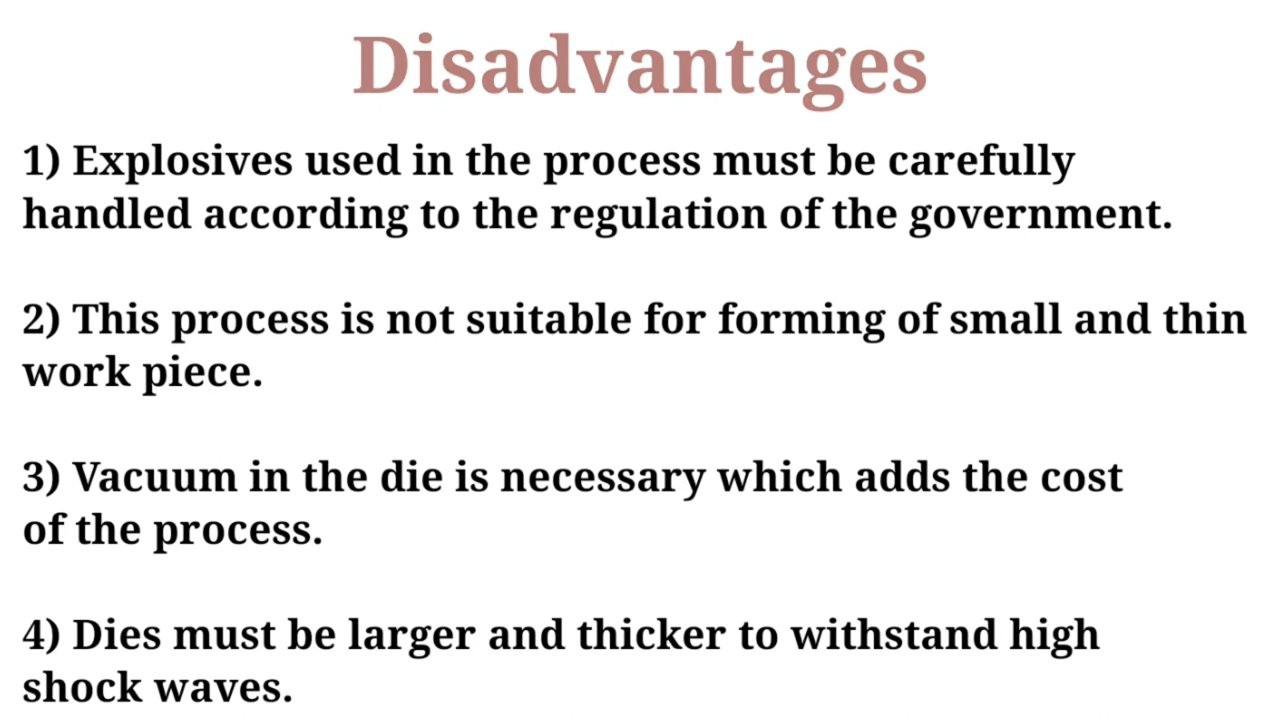 Disadvantages
1) Explosives used in the process must be carefully
handled according to the regulation of the government.
2) This process is not suitable for forming of small and thin
work piece.
3) Vacuum in the die is necessary which adds the cost
of the process.
4) Dies must be larger and thicker to withstand high
shock waves.